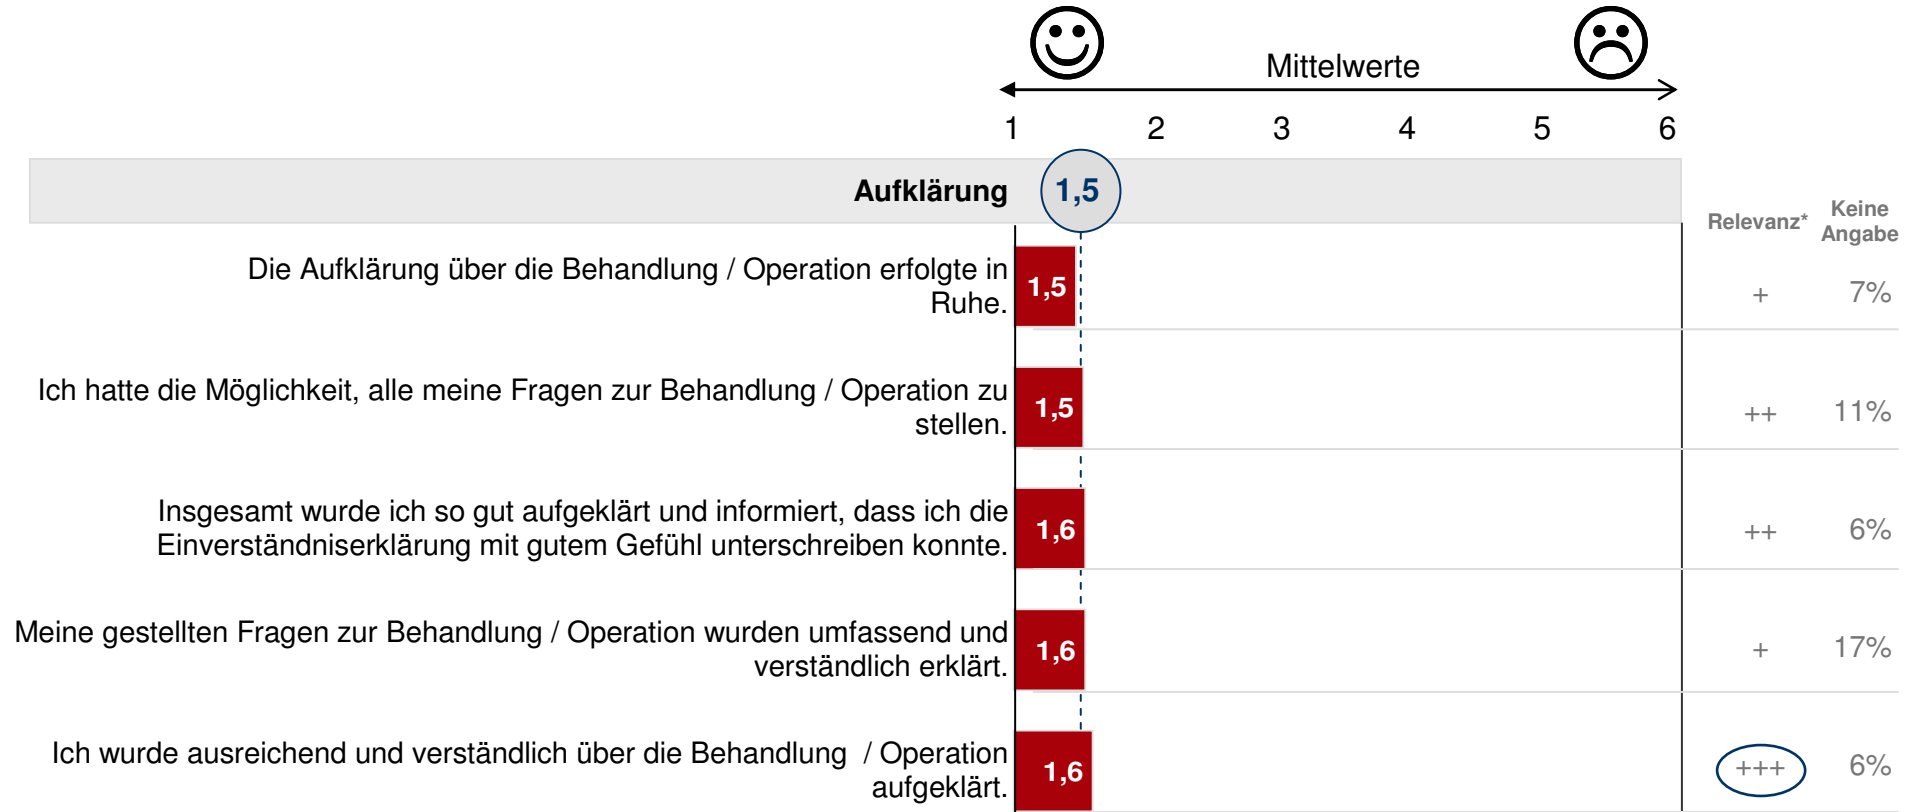 Mittelwerte
1 2 3 4 5 6
Aufklärung 1,5
Relevanz* Keine
Angabe
Die Aufklärung über die Behandlung / Operation erfolgte in
Ruhe.
1,5 + 7%
Ich hatte die Möglichkeit, alle meine Fragen zur Behandlung / Operation zu
stellen.
1,5 ++ 11%
Insgesamt wurde ich so gut aufgeklärt und informiert, dass ich die
Einverständniserklärung mit gutem Gefühl unterschreiben konnte.
1,6 ++ 6%
Meine gestellten Fragen zur Behandlung / Operation wurden umfassend und
verständlich erklärt.
1,6 + 17%
Ich wurde ausreichend und verständlich über die Behandlung / Operation
aufgeklärt.
1,6 +++ 6%